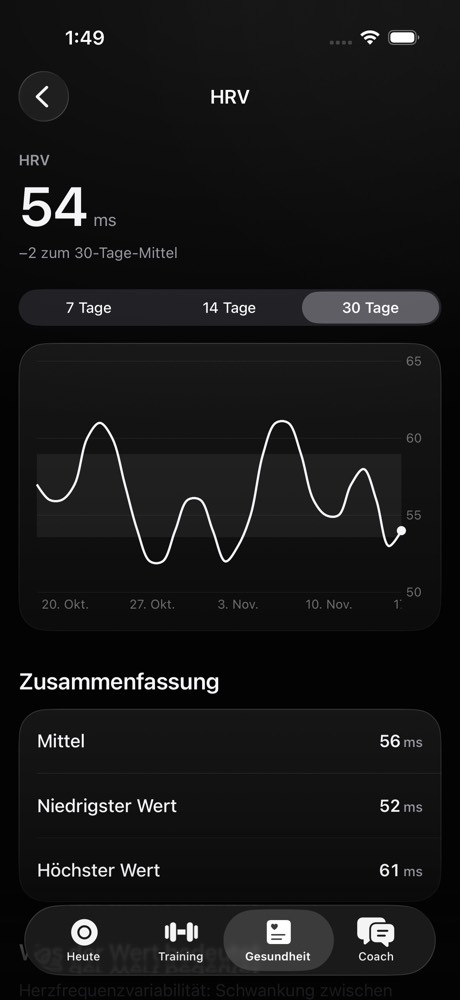 1:49
HRV
HRV
54 ms
−2 zum 30-Tage-Mittel
7 Tage 14 Tage 30 Tage
65
60
55
50
20. Okt. 27. Okt. 3. Nov. 10. Nov.
Zusammenfassung
Mittel 56 ms
Niedrigster Wert 52 ms
Höchster Wert 61 ms
Heute Training Gesundheit Coach
Herzfrequenzvariabilität: Schwankung zwischen